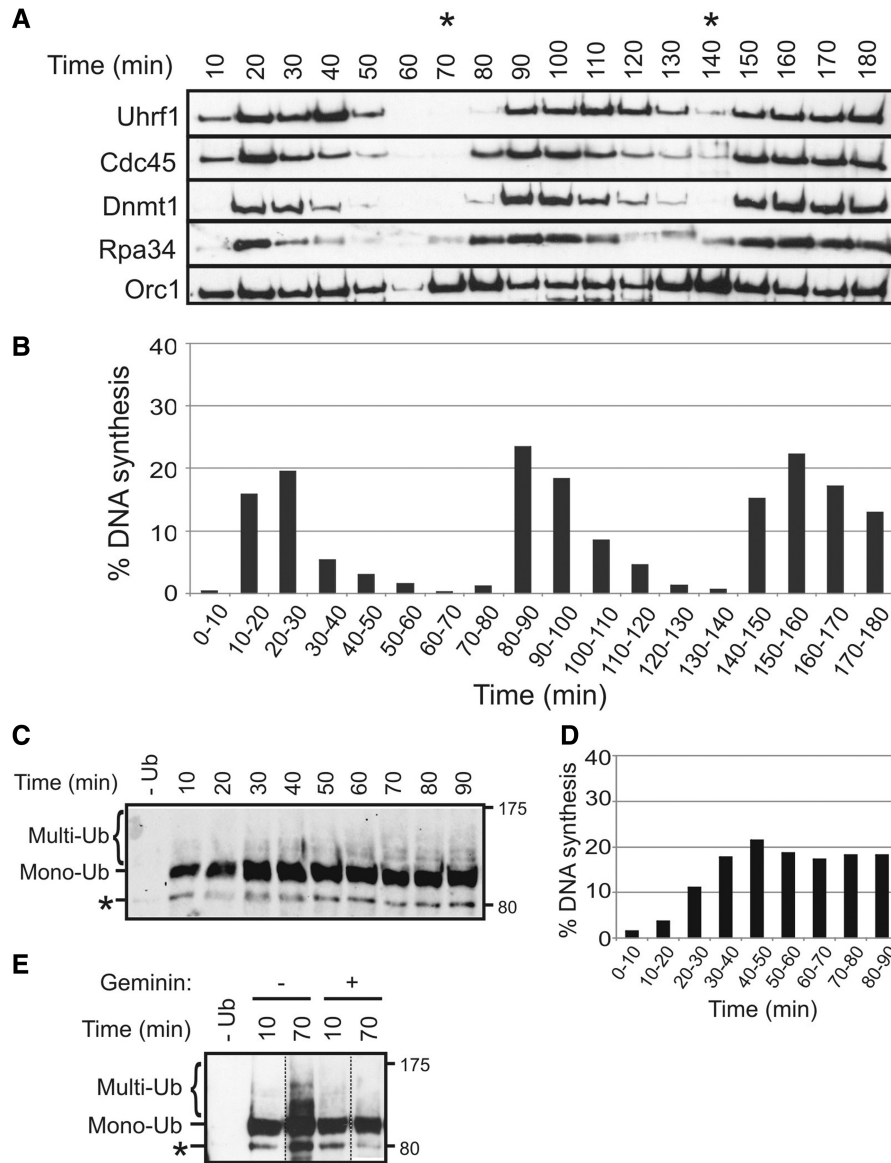 A
* *
Time (min) 10 20 30 40 50 60 70 80 90 100 110 120 130 140 150 160 170 180
Uhrf1
Cdc45
Dnmt1
Rpa34
Orc1
B
% DNA synthesis
40
30
20
10
0
0-10 10-20 20-30 30-40 40-50 50-60 60-70 70-80 80-90 90-100 100-110 110-120 120-130 130-140 140-150 150-160 160-170 170-180
Time (min)
C
Time (min) - Ub 10 20 30 40 50 60 70 80 90
175
Multi-Ub
Mono-Ub
* 80
D
% DNA synthesis
40
30
20
10
0
0-10 10-20 20-30 30-40 40-50 50-60 60-70 70-80 80-90
Time (min)
E
Geminin: - +
Time (min) - Ub 10 70 10 70
175
Multi-Ub
Mono-Ub
* 80